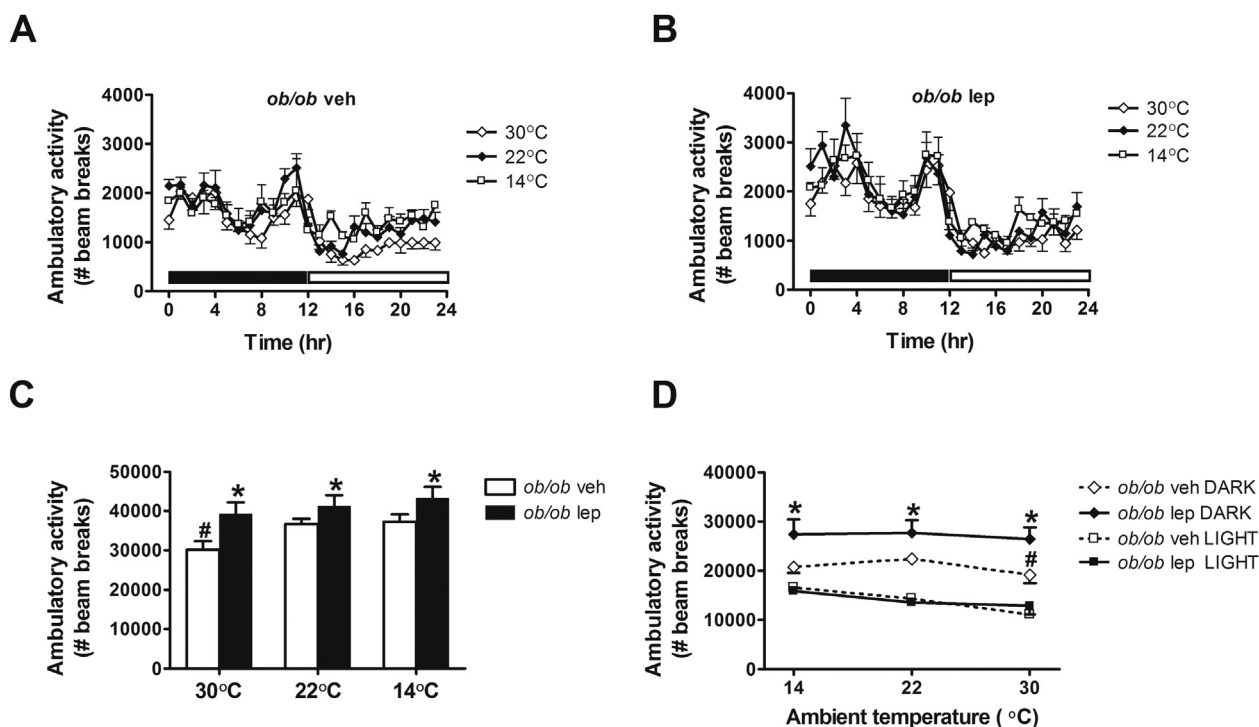 A
ob/ob veh
Ambulatory activity
(# beam breaks)
4000
3000
2000
1000
0
0 4 8 12 16 20 24
Time (hr)
30°C
22°C
14°C
B
ob/ob lep
Ambulatory activity
(# beam breaks)
4000
3000
2000
1000
0
0 4 8 12 16 20 24
Time (hr)
30°C
22°C
14°C
C
Ambulatory activity
(# beam breaks)
50000
40000
30000
20000
10000
0
# * * *
30°C 22°C 14°C
ob/ob veh
ob/ob lep
D
Ambulatory activity
(# beam breaks)
40000
30000
20000
10000
0
* * *
#
14 22 30
Ambient temperature ( °C)
ob/ob veh DARK
ob/ob lep DARK
ob/ob veh LIGHT
ob/ob lep LIGHT